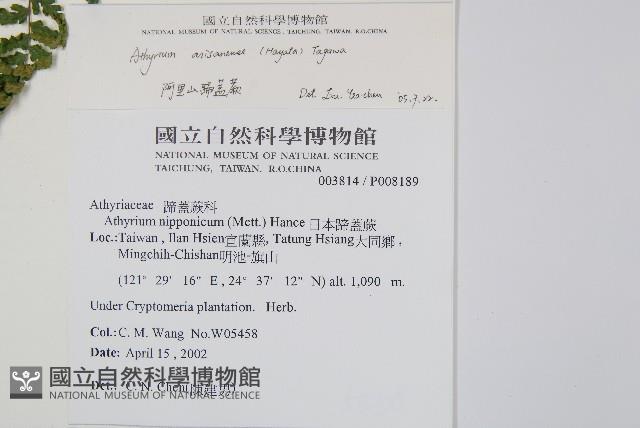 國立自然科學博物館
NATIONAL MUSEUM OF NATURAL SCIENCE, TAICHUNG, TAIWAN, R.O.CHINA
Athyrium arisanense (Hayata) Tagawa
阿里山蹄蓋蕨 Det. '05.7.22.
國立自然科學博物館
NATIONAL MUSEUM OF NATURAL SCIENCE
TAICHUNG, TAIWAN. R.O.CHINA
003814 / P008189
Athyriaceae 蹄蓋蕨科
Athyrium nipponicum (Mett.) Hance 日本蹄蓋蕨
Loc.:Taiwan , Ilan Hsien宜蘭縣, Tatung Hsiang大同鄉 ,
Mingchih-Chishan明池-旗山
(121° 29' 16" E , 24° 37' 12" N) alt. 1,090 m.
Under Cryptomeria plantation. Herb.
Col.: C. M. Wang No.W05458
Date: April 15 , 2002
Det.: C. N. Chen
國立自然科學博物館
NATIONAL MUSEUM OF NATURAL SCIENCE